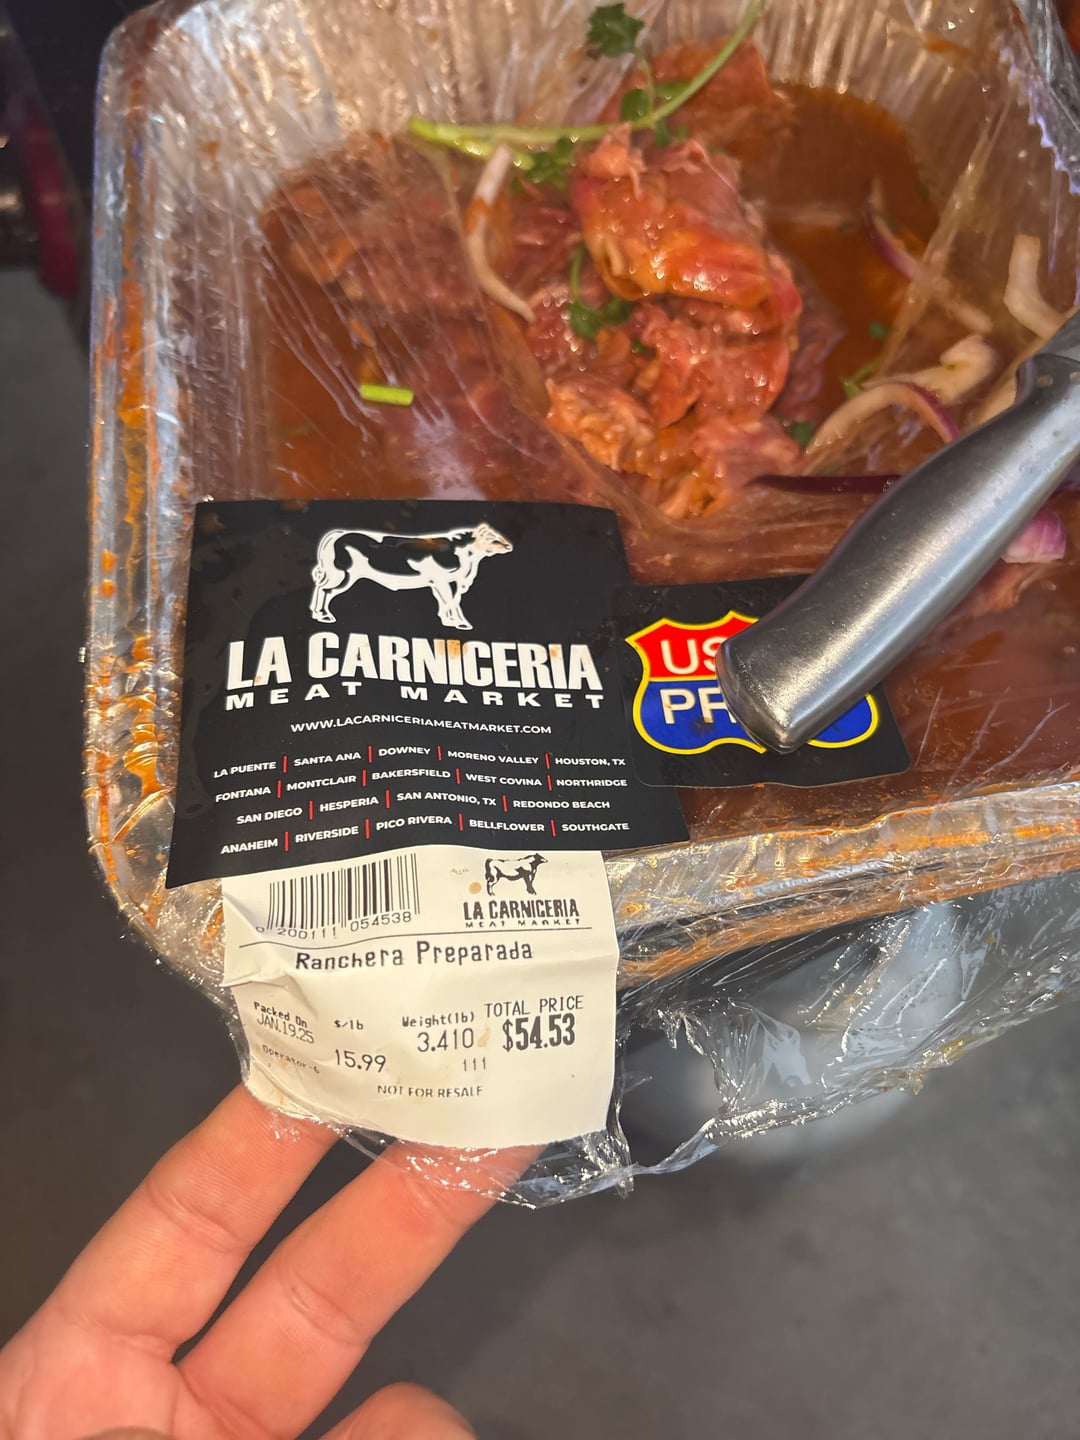 LA CARNICERIA
MEAT MARKET
WWW.LACARNICERIAMEATMARKET.COM
LA PUENTE | SANTA ANA | DOWNEY | MORENO VALLEY | HOUSTON, TX
FONTANA | MONTCLAIR | BAKERSFIELD | WEST COVINA | NORTHRIDGE
SAN DIEGO | HESPERIA | SAN ANTONIO, TX | REDONDO BEACH
ANAHEIM | RIVERSIDE | PICO RIVERA | BELLFLOWER | SOUTHGATE
0 200111 054538
LA CARNICERIA
MEAT MARKET
Ranchera Preparada
Packed On
JAN.19.25
$/lb
Weight(lb)
TOTAL PRICE
15.99
3.410
$54.53
Operator-6
111
NOT FOR RESALE